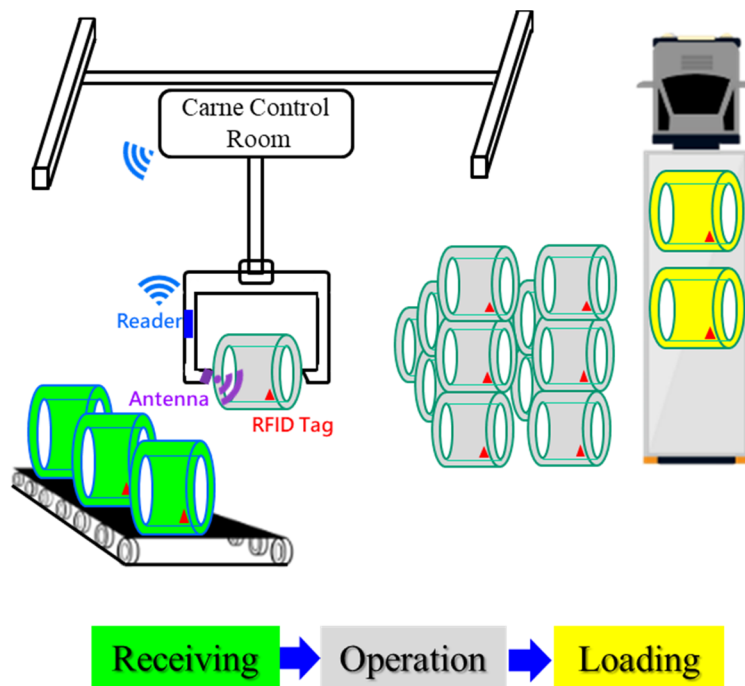 Carne Control
Room
Reader
Antenna
RFID Tag
Receiving
Operation
Loading